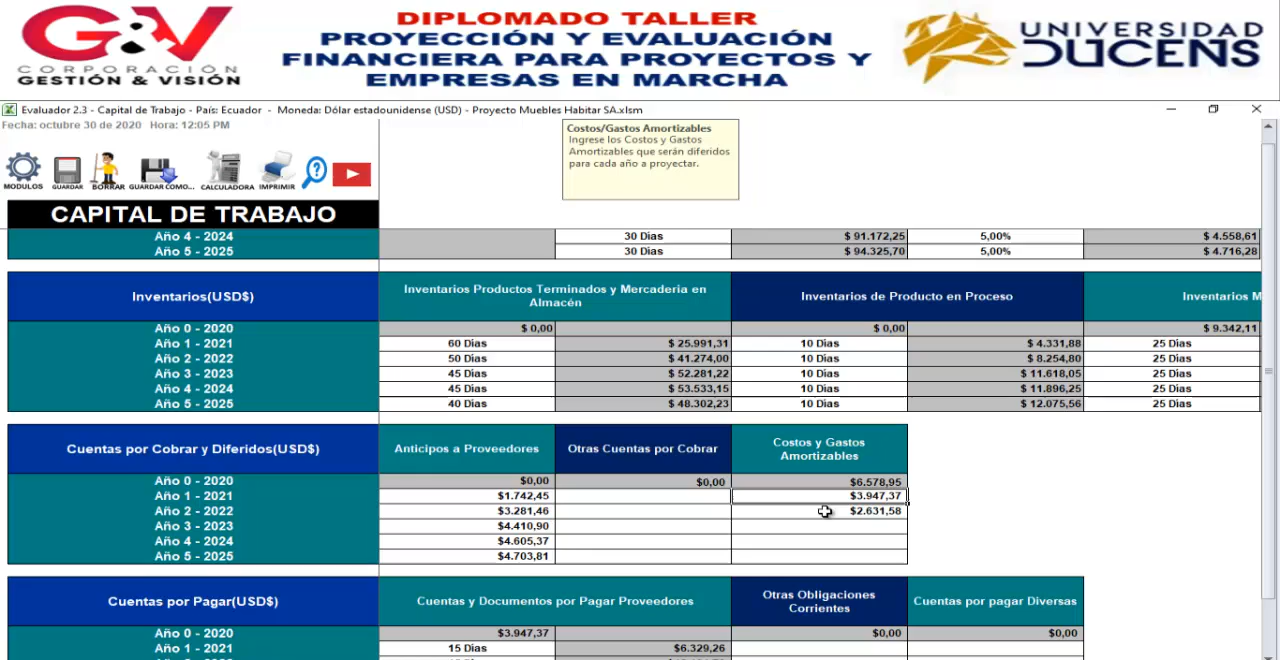 G&V
CORPORACIÓN
GESTIÓN & VISIÓN
DIPLOMADO TALLER
PROYECCIÓN Y EVALUACIÓN
FINANCIERA PARA PROYECTOS Y
EMPRESAS EN MARCHA
UNIVERSIDAD
DUCENS
Evaluador 2.3 - Capital de Trabajo - País: Ecuador - Moneda: Dólar estadounidense (USD) - Proyecto Muebles Habitar SA.xlsm
Fecha: octubre 30 de 2020 Hora: 12:05 PM
MODULOS GUARDAR BORRAR GUARDAR COMO... CALCULADORA IMPRIMIR
Costos/Gastos Amortizables
Ingrese los Costos y Gastos
Amortizables que serán diferidos
para cada año a proyectar.
CAPITAL DE TRABAJO
Año 4 - 2024 30 Dias $ 91.172,25 5,00% $ 4.558,61
Año 5 - 2025 30 Dias $ 94.325,70 5,00% $ 4.716,28
Inventarios(USD$) Inventarios Productos Terminados y Mercaderia en Almacén Inventarios de Producto en Proceso Inventarios M
Año 0 - 2020 $ 0,00 $ 0,00 $ 9.342,11
Año 1 - 2021 60 Dias $ 25.991,31 10 Dias $ 4.331,88 25 Dias
Año 2 - 2022 50 Dias $ 41.274,00 10 Dias $ 8.254,80 25 Dias
Año 3 - 2023 45 Dias $ 52.281,22 10 Dias $ 11.618,05 25 Dias
Año 4 - 2024 45 Dias $ 53.533,15 10 Dias $ 11.896,25 25 Dias
Año 5 - 2025 40 Dias $ 48.302,23 10 Dias $ 12.075,56 25 Dias
Cuentas por Cobrar y Diferidos(USD$) Anticipos a Proveedores Otras Cuentas por Cobrar Costos y Gastos Amortizables
Año 0 - 2020 $0,00 $0,00 $6.578,95
Año 1 - 2021 $1.742,45 $3.947,37
Año 2 - 2022 $3.281,46 $2.631,58
Año 3 - 2023 $4.410,90
Año 4 - 2024 $4.605,37
Año 5 - 2025 $4.703,81
Cuentas por Pagar(USD$) Cuentas y Documentos por Pagar Proveedores Otras Obligaciones Corrientes Cuentas por pagar Diversas
Año 0 - 2020 $3.947,37 $0,00 $0,00
Año 1 - 2021 15 Dias $ 6.329,26